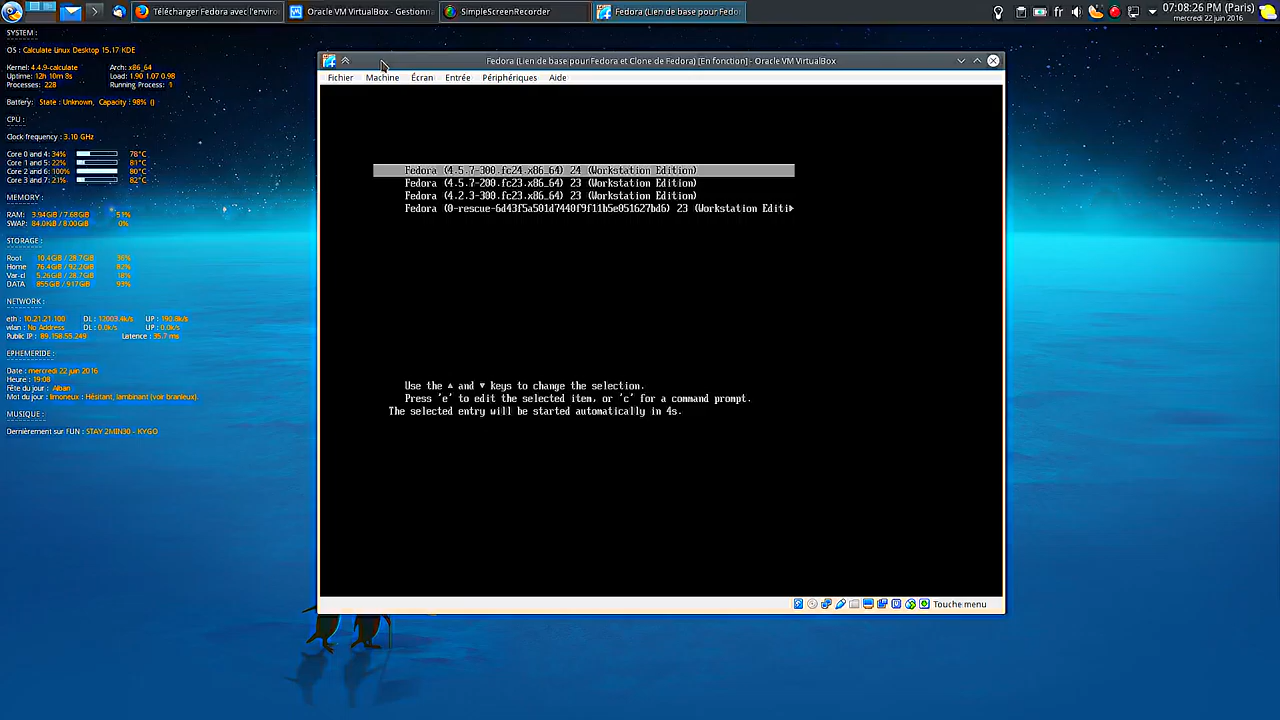 Télécharger Fedora avec l'enviro
Oracle VM VirtualBox - Gestionn
SimpleScreenRecorder
Fedora (Lien de base pour Fedor
fr
07:08:26 PM (Paris)
mercredi 22 juin 2016
SYSTEM :
OS : Calculate Linux Desktop 15.17 KDE
Kernel: 4.4.9-calculate Arch: x86_64
Uptime: 12h 10m 8s Load: 1.90 1.07 0.98
Processes: 228 Running Process: 1
Battery: State : Unknown, Capacity : 98% ()
CPU :
Clock frequency : 3.10 GHz
Core 0 and 4: 34% 78°C
Core 1 and 5: 22% 81°C
Core 2 and 6: 100% 80°C
Core 3 and 7: 21% 82°C
MEMORY :
RAM: 3.94GiB / 7.68GiB 51%
SWAP: 84.0KiB / 8.00GiB 0%
STORAGE :
Root 10.4GiB / 28.7GiB 36%
Home 76.4GiB / 92.2GiB 82%
Var-cl 5.26GiB / 28.7GiB 18%
DATA 855GiB / 917GiB 93%
NETWORK :
eth : 10.21.21.100 DL : 12003.4k/s UP : 190.8k/s
wlan : No Address DL : 0.0k/s UP : 0.0k/s
Public IP : 89.158.55.249 Latence : 35.7 ms
EPHEMERIDE :
Date : mercredi 22 juin 2016
Heure : 19:08
Fête du jour : Alban
Mot du jour : limoneux : Hésitant, lambinant (voir branleux).
MUSIQUE :
Dernièrement sur FUN : STAY 2MIN30 - KYGO
Fedora (Lien de base pour Fedora et Clone de Fedora) [En fonction] - Oracle VM VirtualBox
Fichier Machine Écran Entrée Périphériques Aide
Fedora (4.5.7-300.fc24.x86_64) 24 (Workstation Edition)
Fedora (4.5.7-200.fc23.x86_64) 23 (Workstation Edition)
Fedora (4.2.3-300.fc23.x86_64) 23 (Workstation Edition)
Fedora (0-rescue-6d43f5a501d7440f9f11b5e051627bd6) 23 (Workstation Editi
Use the ▲ and ▼ keys to change the selection.
Press 'e' to edit the selected item, or 'c' for a command prompt.
The selected entry will be started automatically in 4s.
Touche menu